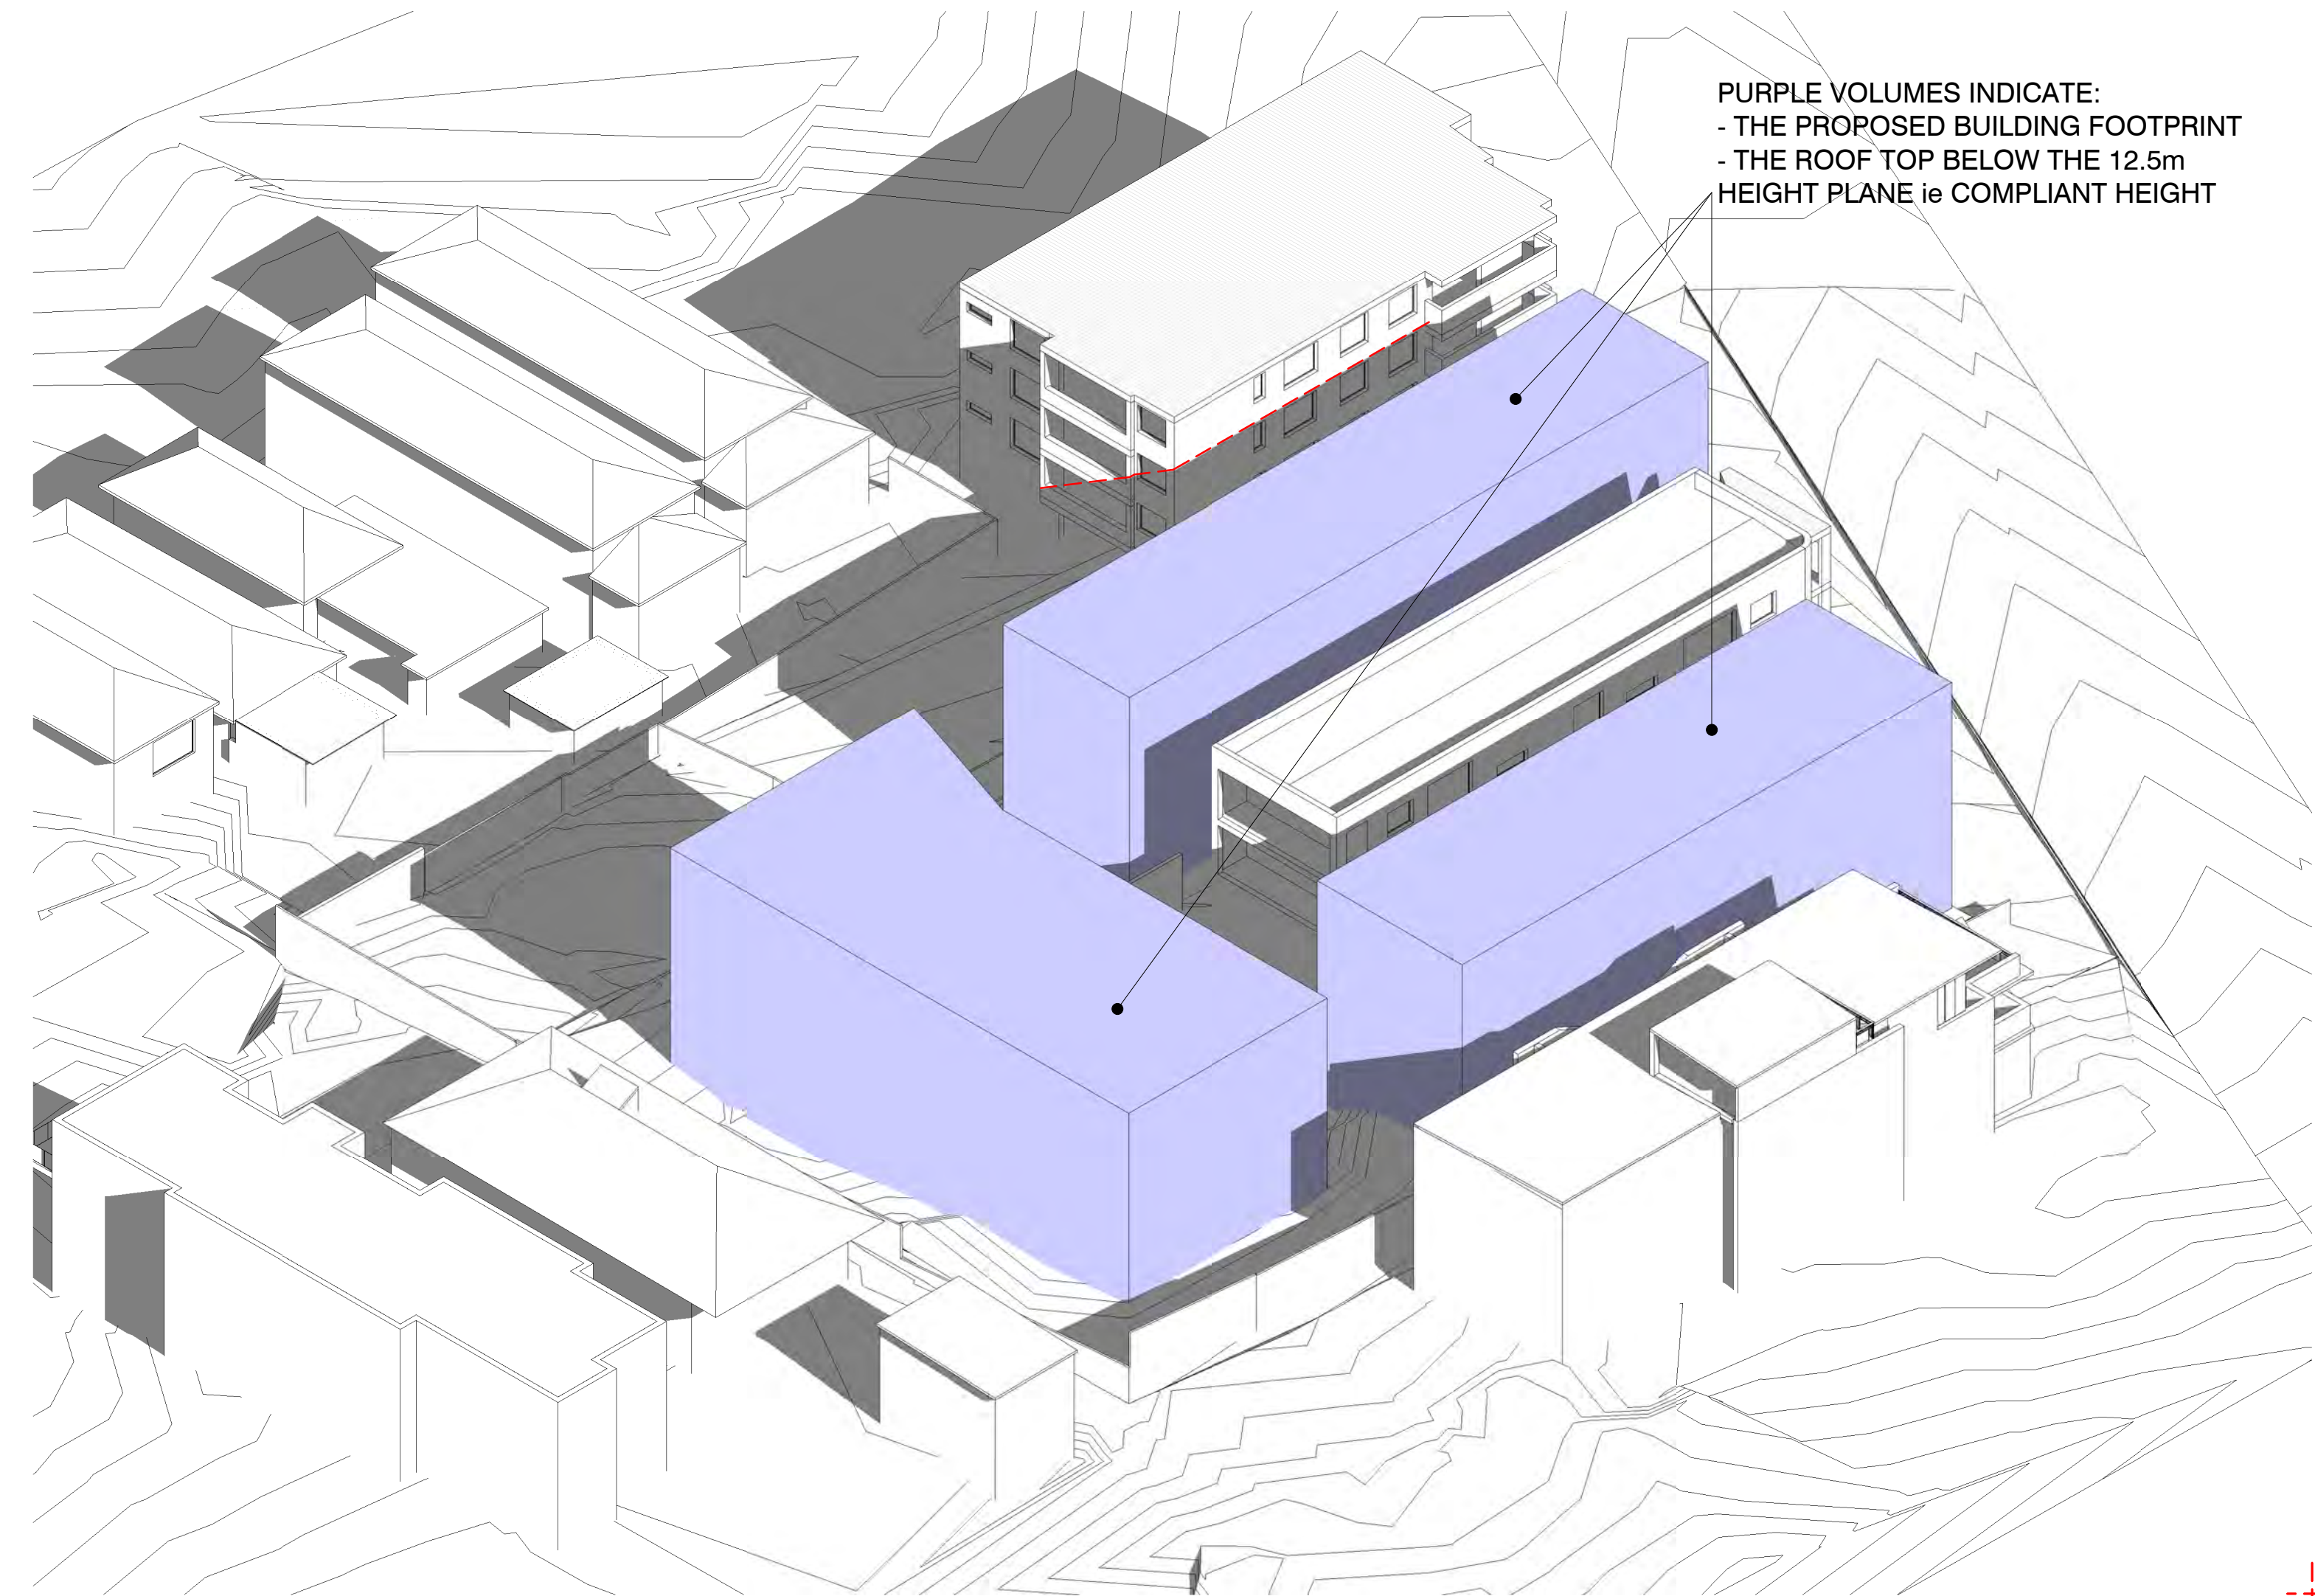 PURPLE VOLUMES INDICATE:
- THE PROPOSED BUILDING FOOTPRINT
- THE ROOF TOP BELOW THE 12.5m
HEIGHT PLANE ie COMPLIANT HEIGHT